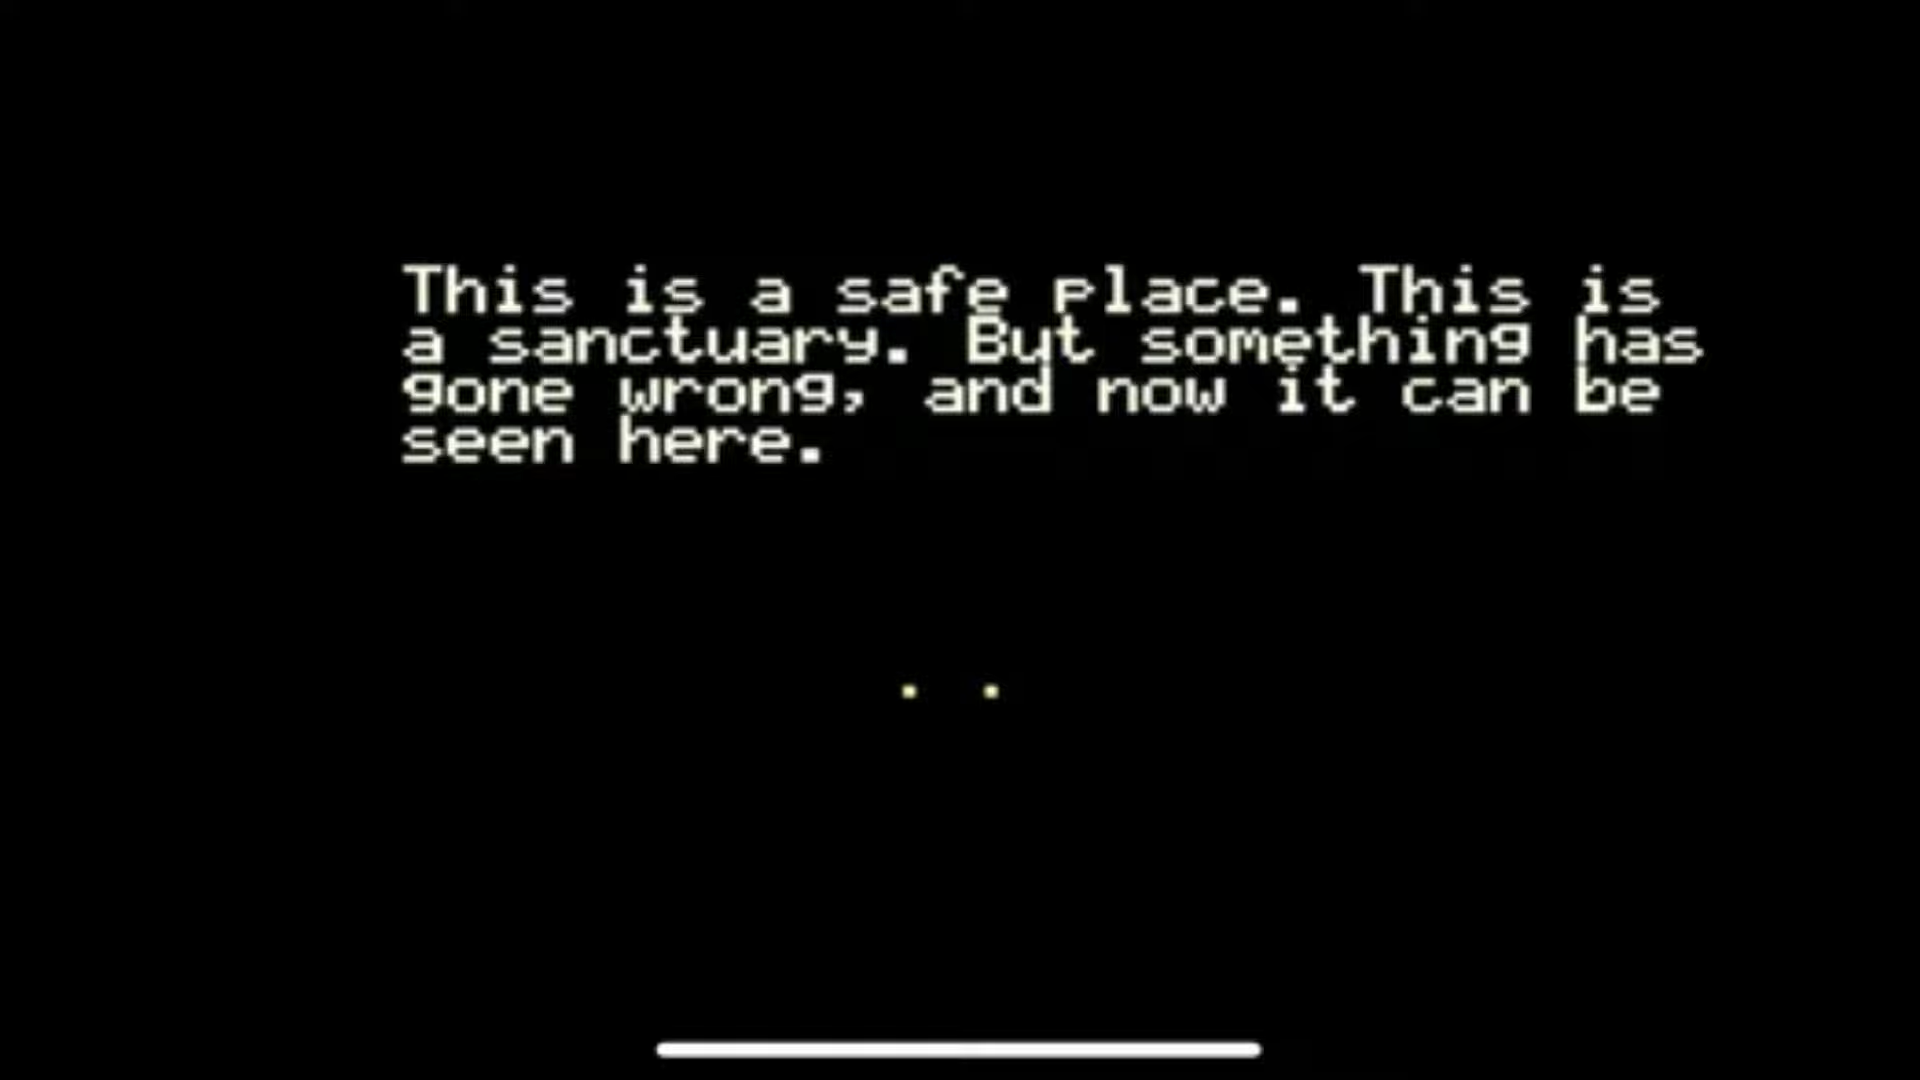 This is a safe place. This is
a sanctuary. But something has
gone wrong, and now it can be
seen here.